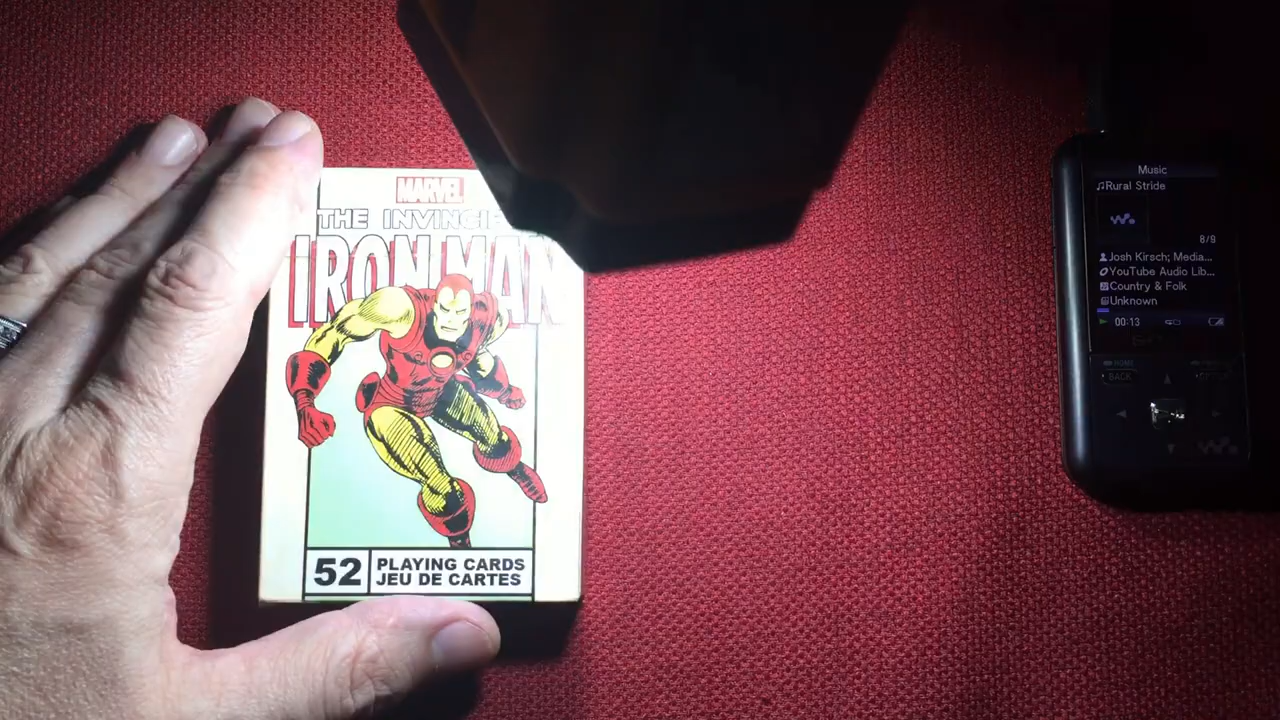 MARVEL
THE INVINCI
IRON MAN
52
PLAYING CARDS
JEU DE CARTES
Music
Rural Stride
8/9
Josh Kirsch; Media...
YouTube Audio Lib...
Country & Folk
Unknown
00:13
HOME
BACK